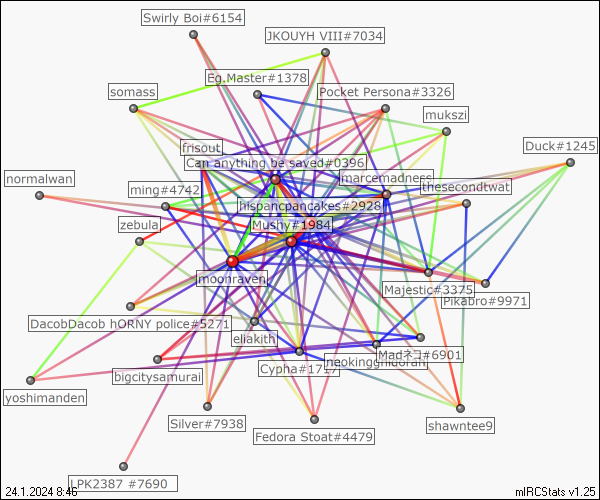 Swirly Boi#6154
JKOUYH VIII#7034
Eg.Master#1378
somass
Pocket Persona#3326
mukszi
frisout
Duck#1245
Can anything be saved#0396
normalwan
marcemadness
ming#4742
thesecondtwat
hispancpancakes#2928
zebula
Mushy#1984
moonraven
Majestic#3375
Pikabro#9971
DacobDacob hORNY police#5271
eliakith
Madネコ#6901
neokingghidorah
Cypha#1717
bigcitysamurai
yoshimanden
Silver#7938
shawntee9
Fedora Stoat#4479
LPK2387 #7690
24.1.2024 8:46
mIRCStats v1.25